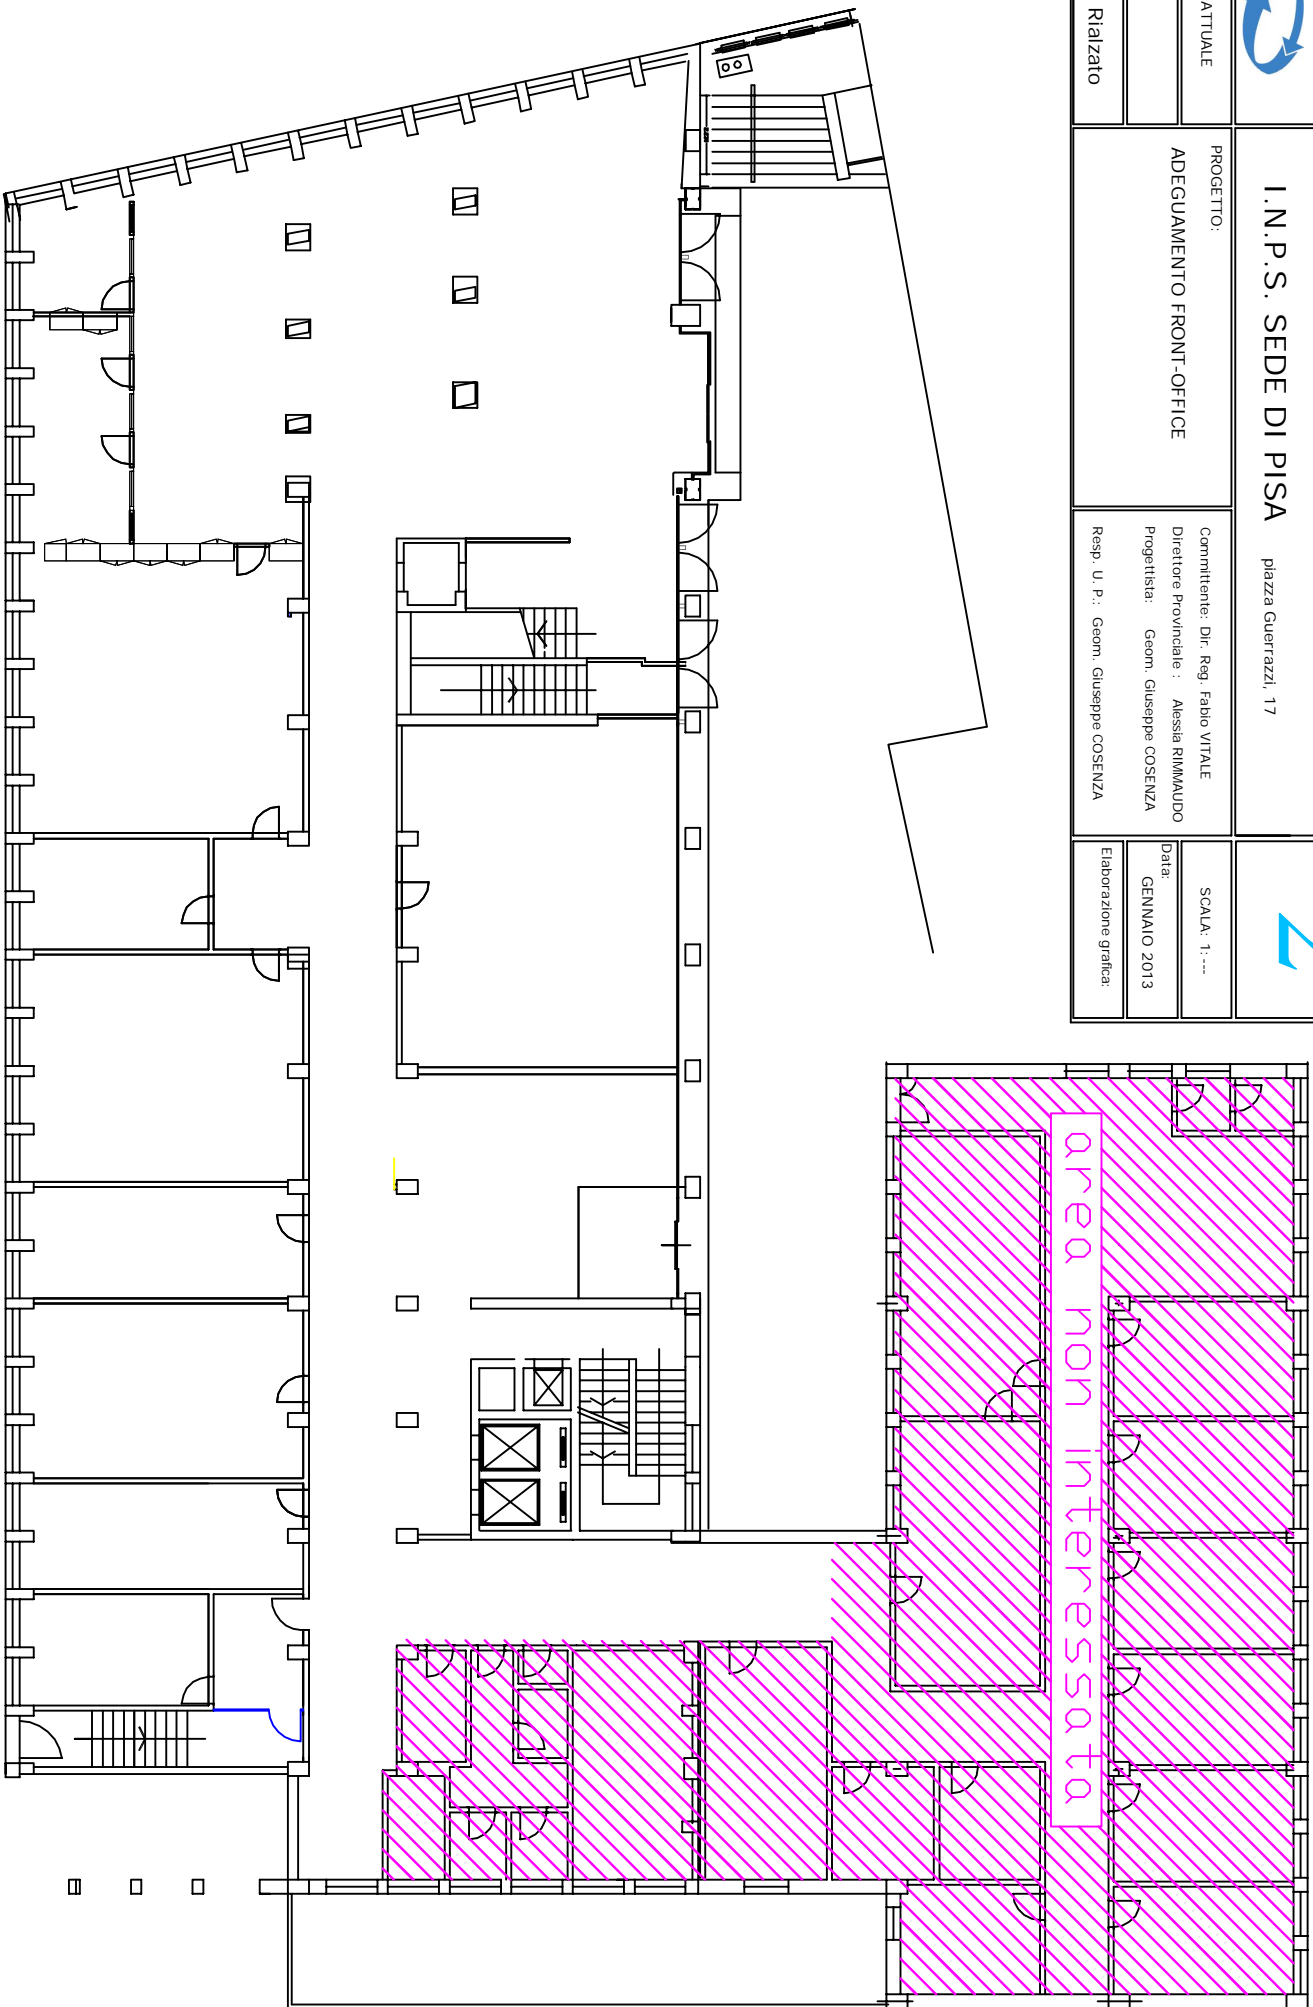 ATTUALE
Rialzato
I.N.P.S. SEDE DI PISA piazza Guerrazzi, 17
PROGETTO:
ADEGUAMENTO FRONT-OFFICE
Committente: Dir. Reg. Fabio VITALE
Direttore Provinciale : Alessia RIMMAUDO
Progettista: Geom. Giuseppe COSENZA
Resp. U. P.: Geom. Giuseppe COSENZA
Z
SCALA: 1:---
Data:
GENNAIO 2013
Elaborazione grafica:
area non interessata